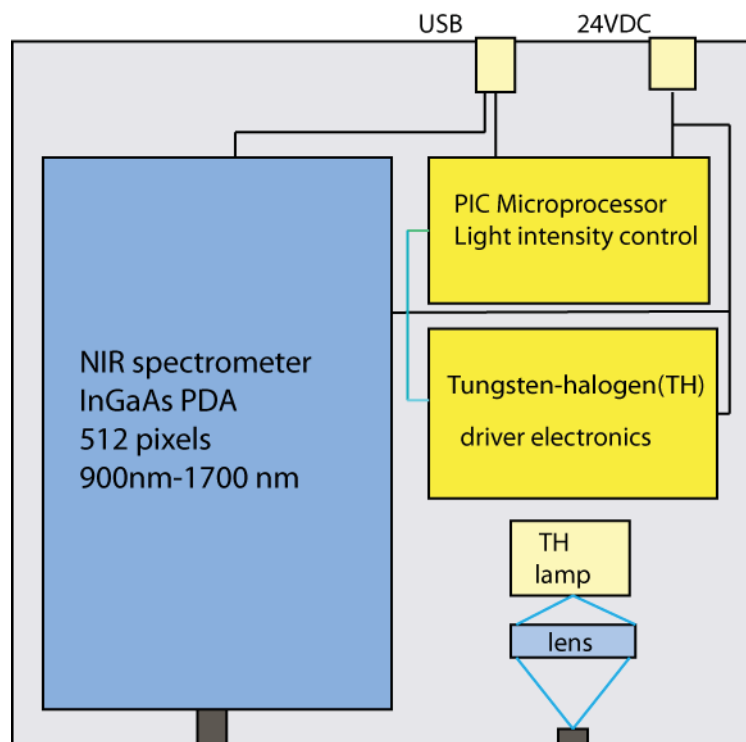 USB
24VDC
PIC Microprocessor
Light intensity control
NIR spectrometer
InGaAs PDA
512 pixels
900nm-1700 nm
Tungsten-halogen(TH)
driver electronics
TH
lamp
lens